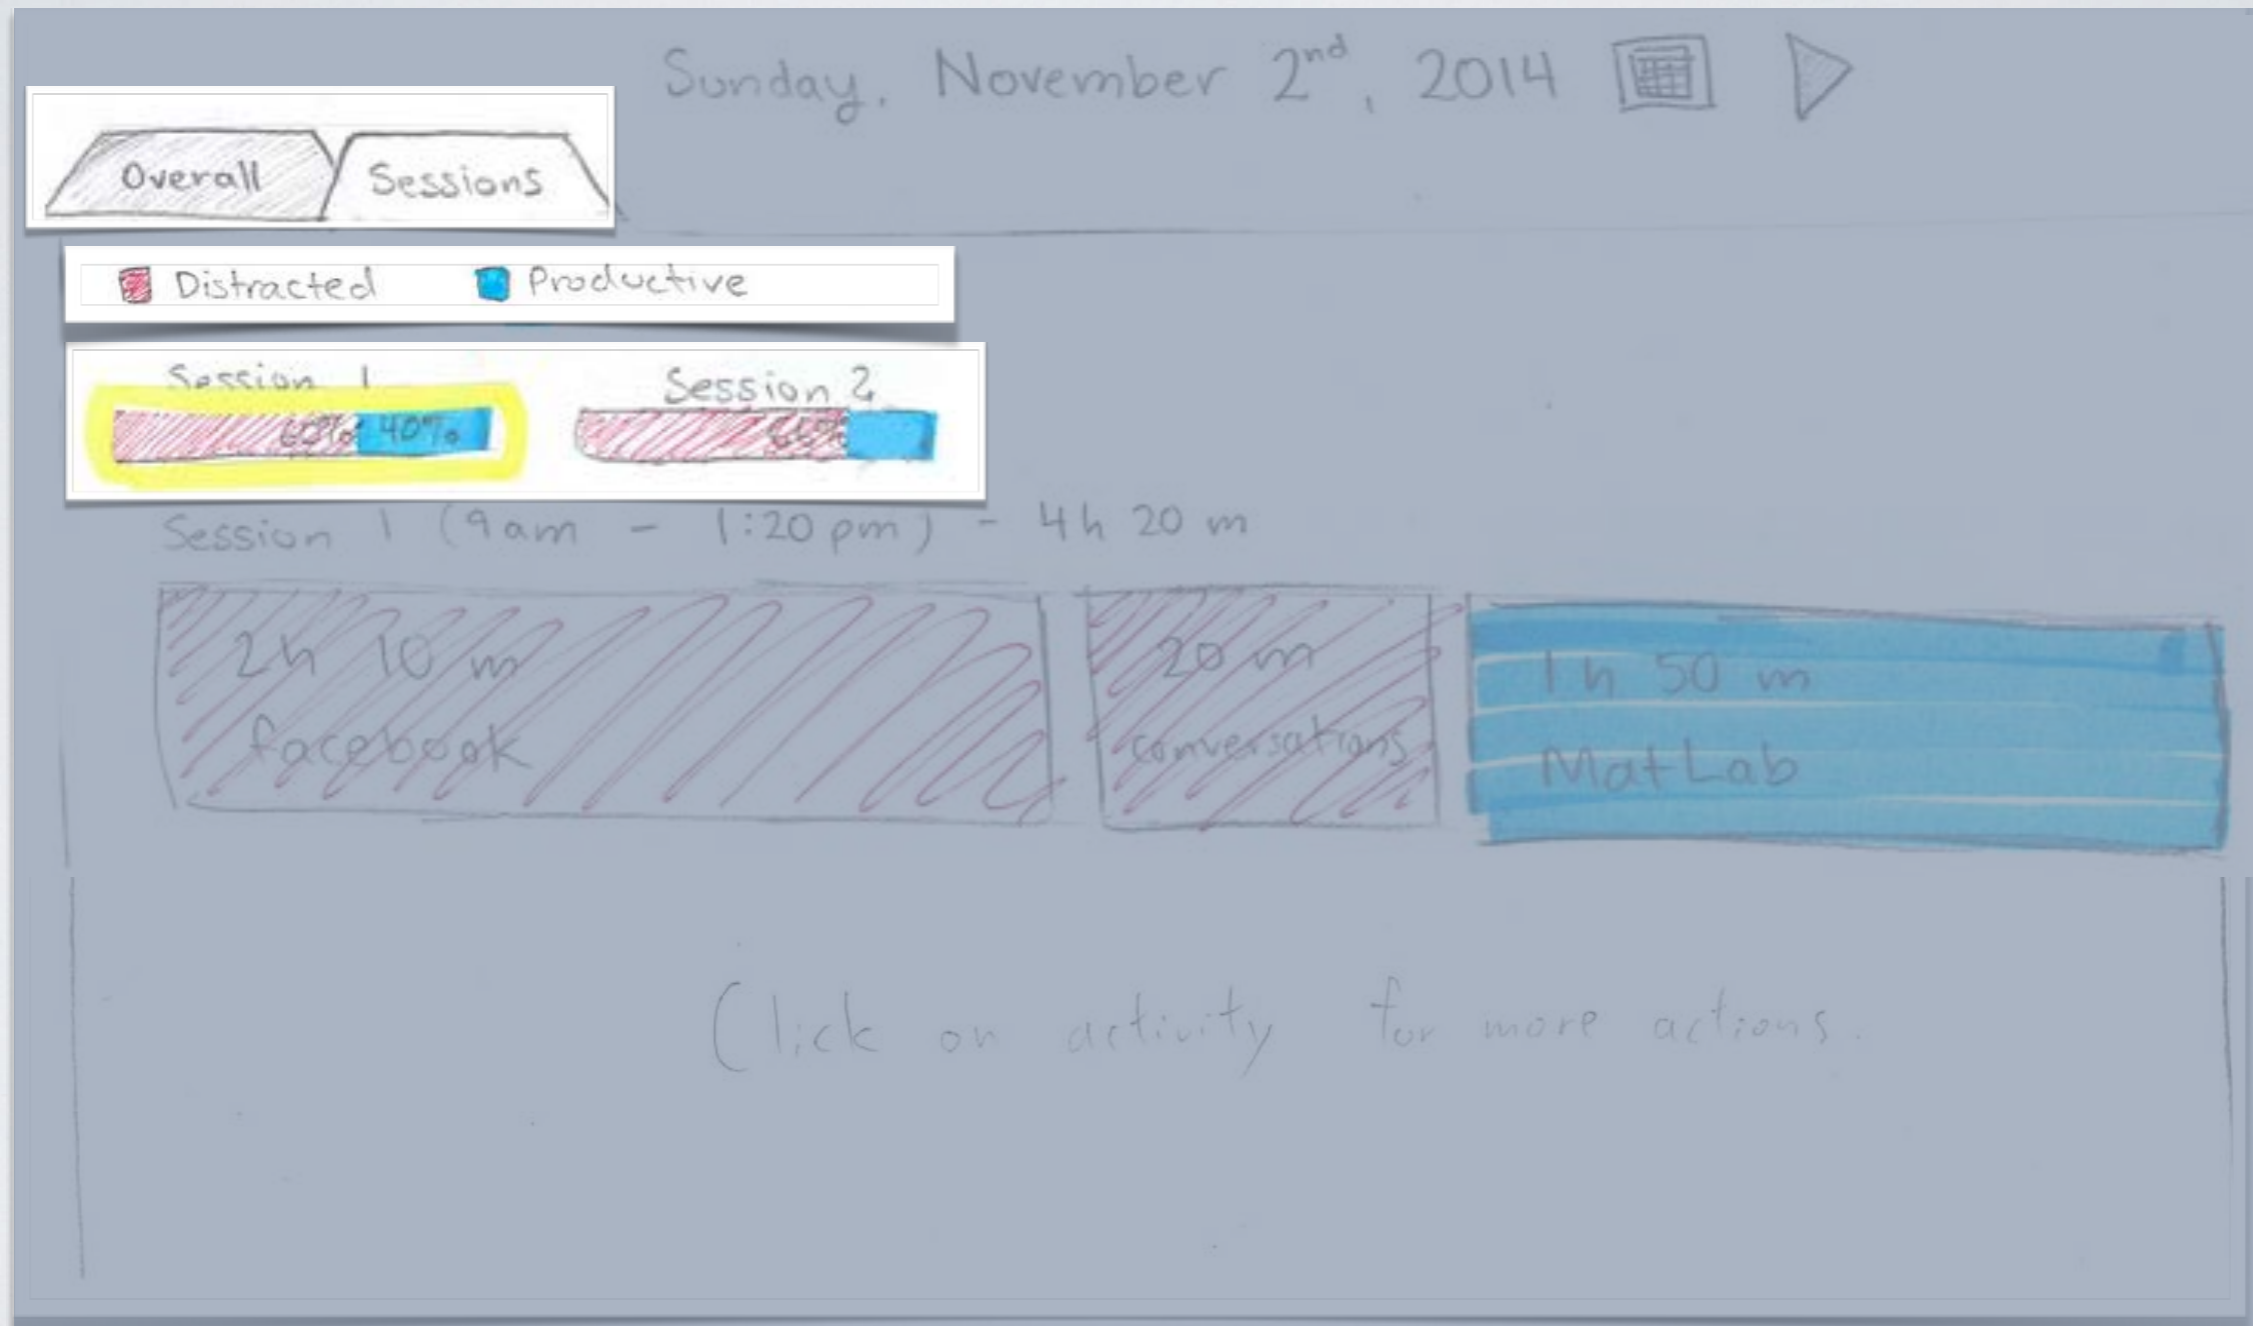 Sunday, November 2nd, 2014
Overall Sessions
Distracted Productive
Session 1 Session 2
60% 40%
Session 1 (9am - 1:20 pm) - 4h 20 m
2h 10 m 20 m 1h 50 m
facebook conversations MatLab
Click on activity for more actions.